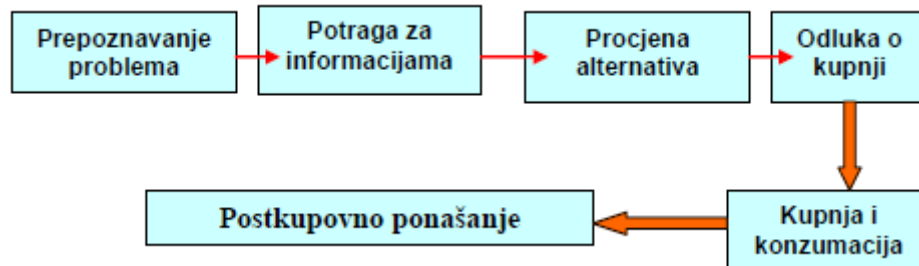 Prepoznavanje
problema
Potraga za
informacijama
Procjena
alternativa
Odluka o
kupnji
Kupnja i
konzumacija
Postkupovno ponašanje